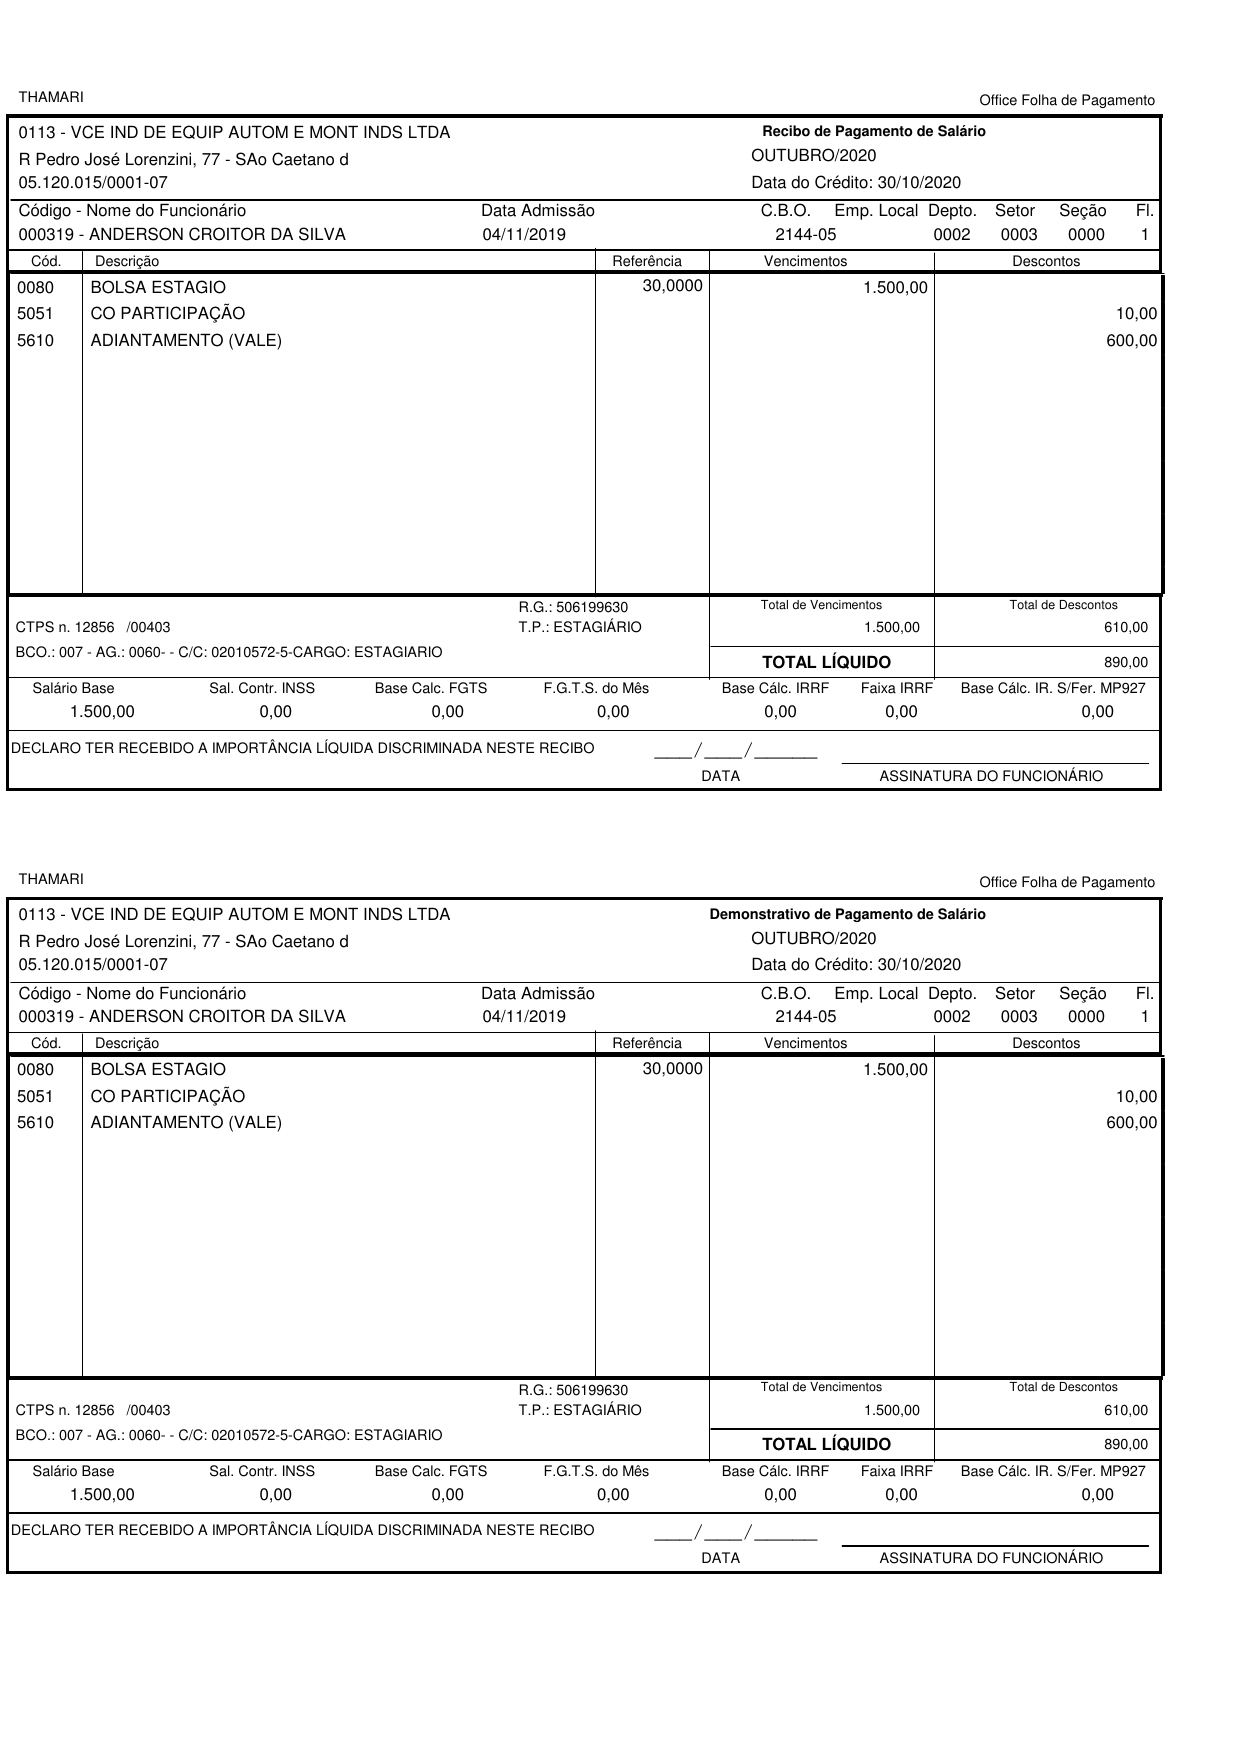 THAMARI Office Folha de Pagamento
0113 - VCE IND DE EQUIP AUTOM E MONT INDS LTDA Recibo de Pagamento de Salário
R Pedro José Lorenzini, 77 - SAo Caetano d OUTUBRO/2020
05.120.015/0001-07 Data do Crédito: 30/10/2020
Código - Nome do Funcionário Data Admissão C.B.O. Emp. Local Depto. Setor Seção Fl.
000319 - ANDERSON CROITOR DA SILVA 04/11/2019 2144-05 0002 0003 0000 1
Cód. Descrição Referência Vencimentos Descontos
0080 BOLSA ESTAGIO 30,0000 1.500,00
5051 CO PARTICIPAÇÃO 10,00
5610 ADIANTAMENTO (VALE) 600,00
R.G.: 506199630 Total de Vencimentos Total de Descontos
CTPS n. 12856 /00403 T.P.: ESTAGIÁRIO 1.500,00 610,00
BCO.: 007 - AG.: 0060- - C/C: 02010572-5-CARGO: ESTAGIARIO
TOTAL LÍQUIDO 890,00
Salário Base Sal. Contr. INSS Base Calc. FGTS F.G.T.S. do Mês Base Cálc. IRRF Faixa IRRF Base Cálc. IR. S/Fer. MP927
1.500,00 0,00 0,00 0,00 0,00 0,00 0,00
DECLARO TER RECEBIDO A IMPORTÂNCIA LÍQUIDA DISCRIMINADA NESTE RECIBO ___/___/_____
DATA ASSINATURA DO FUNCIONÁRIO
THAMARI Office Folha de Pagamento
0113 - VCE IND DE EQUIP AUTOM E MONT INDS LTDA Demonstrativo de Pagamento de Salário
R Pedro José Lorenzini, 77 - SAo Caetano d OUTUBRO/2020
05.120.015/0001-07 Data do Crédito: 30/10/2020
Código - Nome do Funcionário Data Admissão C.B.O. Emp. Local Depto. Setor Seção Fl.
000319 - ANDERSON CROITOR DA SILVA 04/11/2019 2144-05 0002 0003 0000 1
Cód. Descrição Referência Vencimentos Descontos
0080 BOLSA ESTAGIO 30,0000 1.500,00
5051 CO PARTICIPAÇÃO 10,00
5610 ADIANTAMENTO (VALE) 600,00
R.G.: 506199630 Total de Vencimentos Total de Descontos
CTPS n. 12856 /00403 T.P.: ESTAGIÁRIO 1.500,00 610,00
BCO.: 007 - AG.: 0060- - C/C: 02010572-5-CARGO: ESTAGIARIO
TOTAL LÍQUIDO 890,00
Salário Base Sal. Contr. INSS Base Calc. FGTS F.G.T.S. do Mês Base Cálc. IRRF Faixa IRRF Base Cálc. IR. S/Fer. MP927
1.500,00 0,00 0,00 0,00 0,00 0,00 0,00
DECLARO TER RECEBIDO A IMPORTÂNCIA LÍQUIDA DISCRIMINADA NESTE RECIBO ___/___/_____
DATA ASSINATURA DO FUNCIONÁRIO